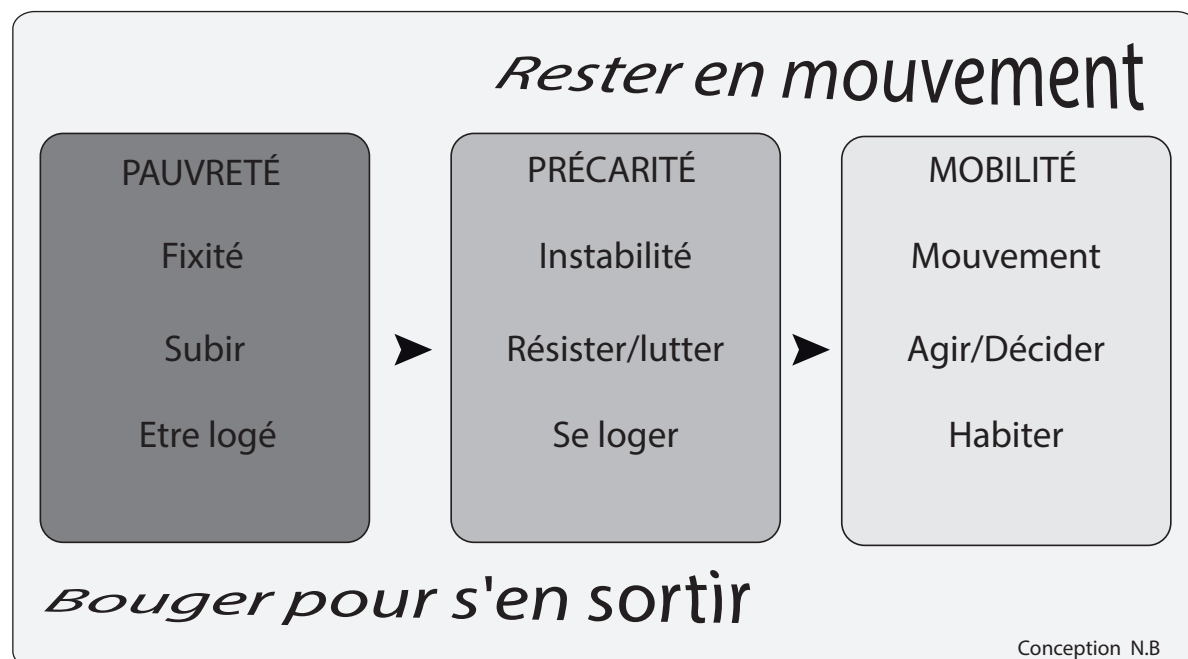 Rester en mouvement
PAUVRETÉ
Fixité
Subir
Etre logé
PRÉCARITÉ
Instabilité
Résister/lutter
Se loger
MOBILITÉ
Mouvement
Agir/Décider
Habiter
Bouger pour s'en sortir
Conception N.B